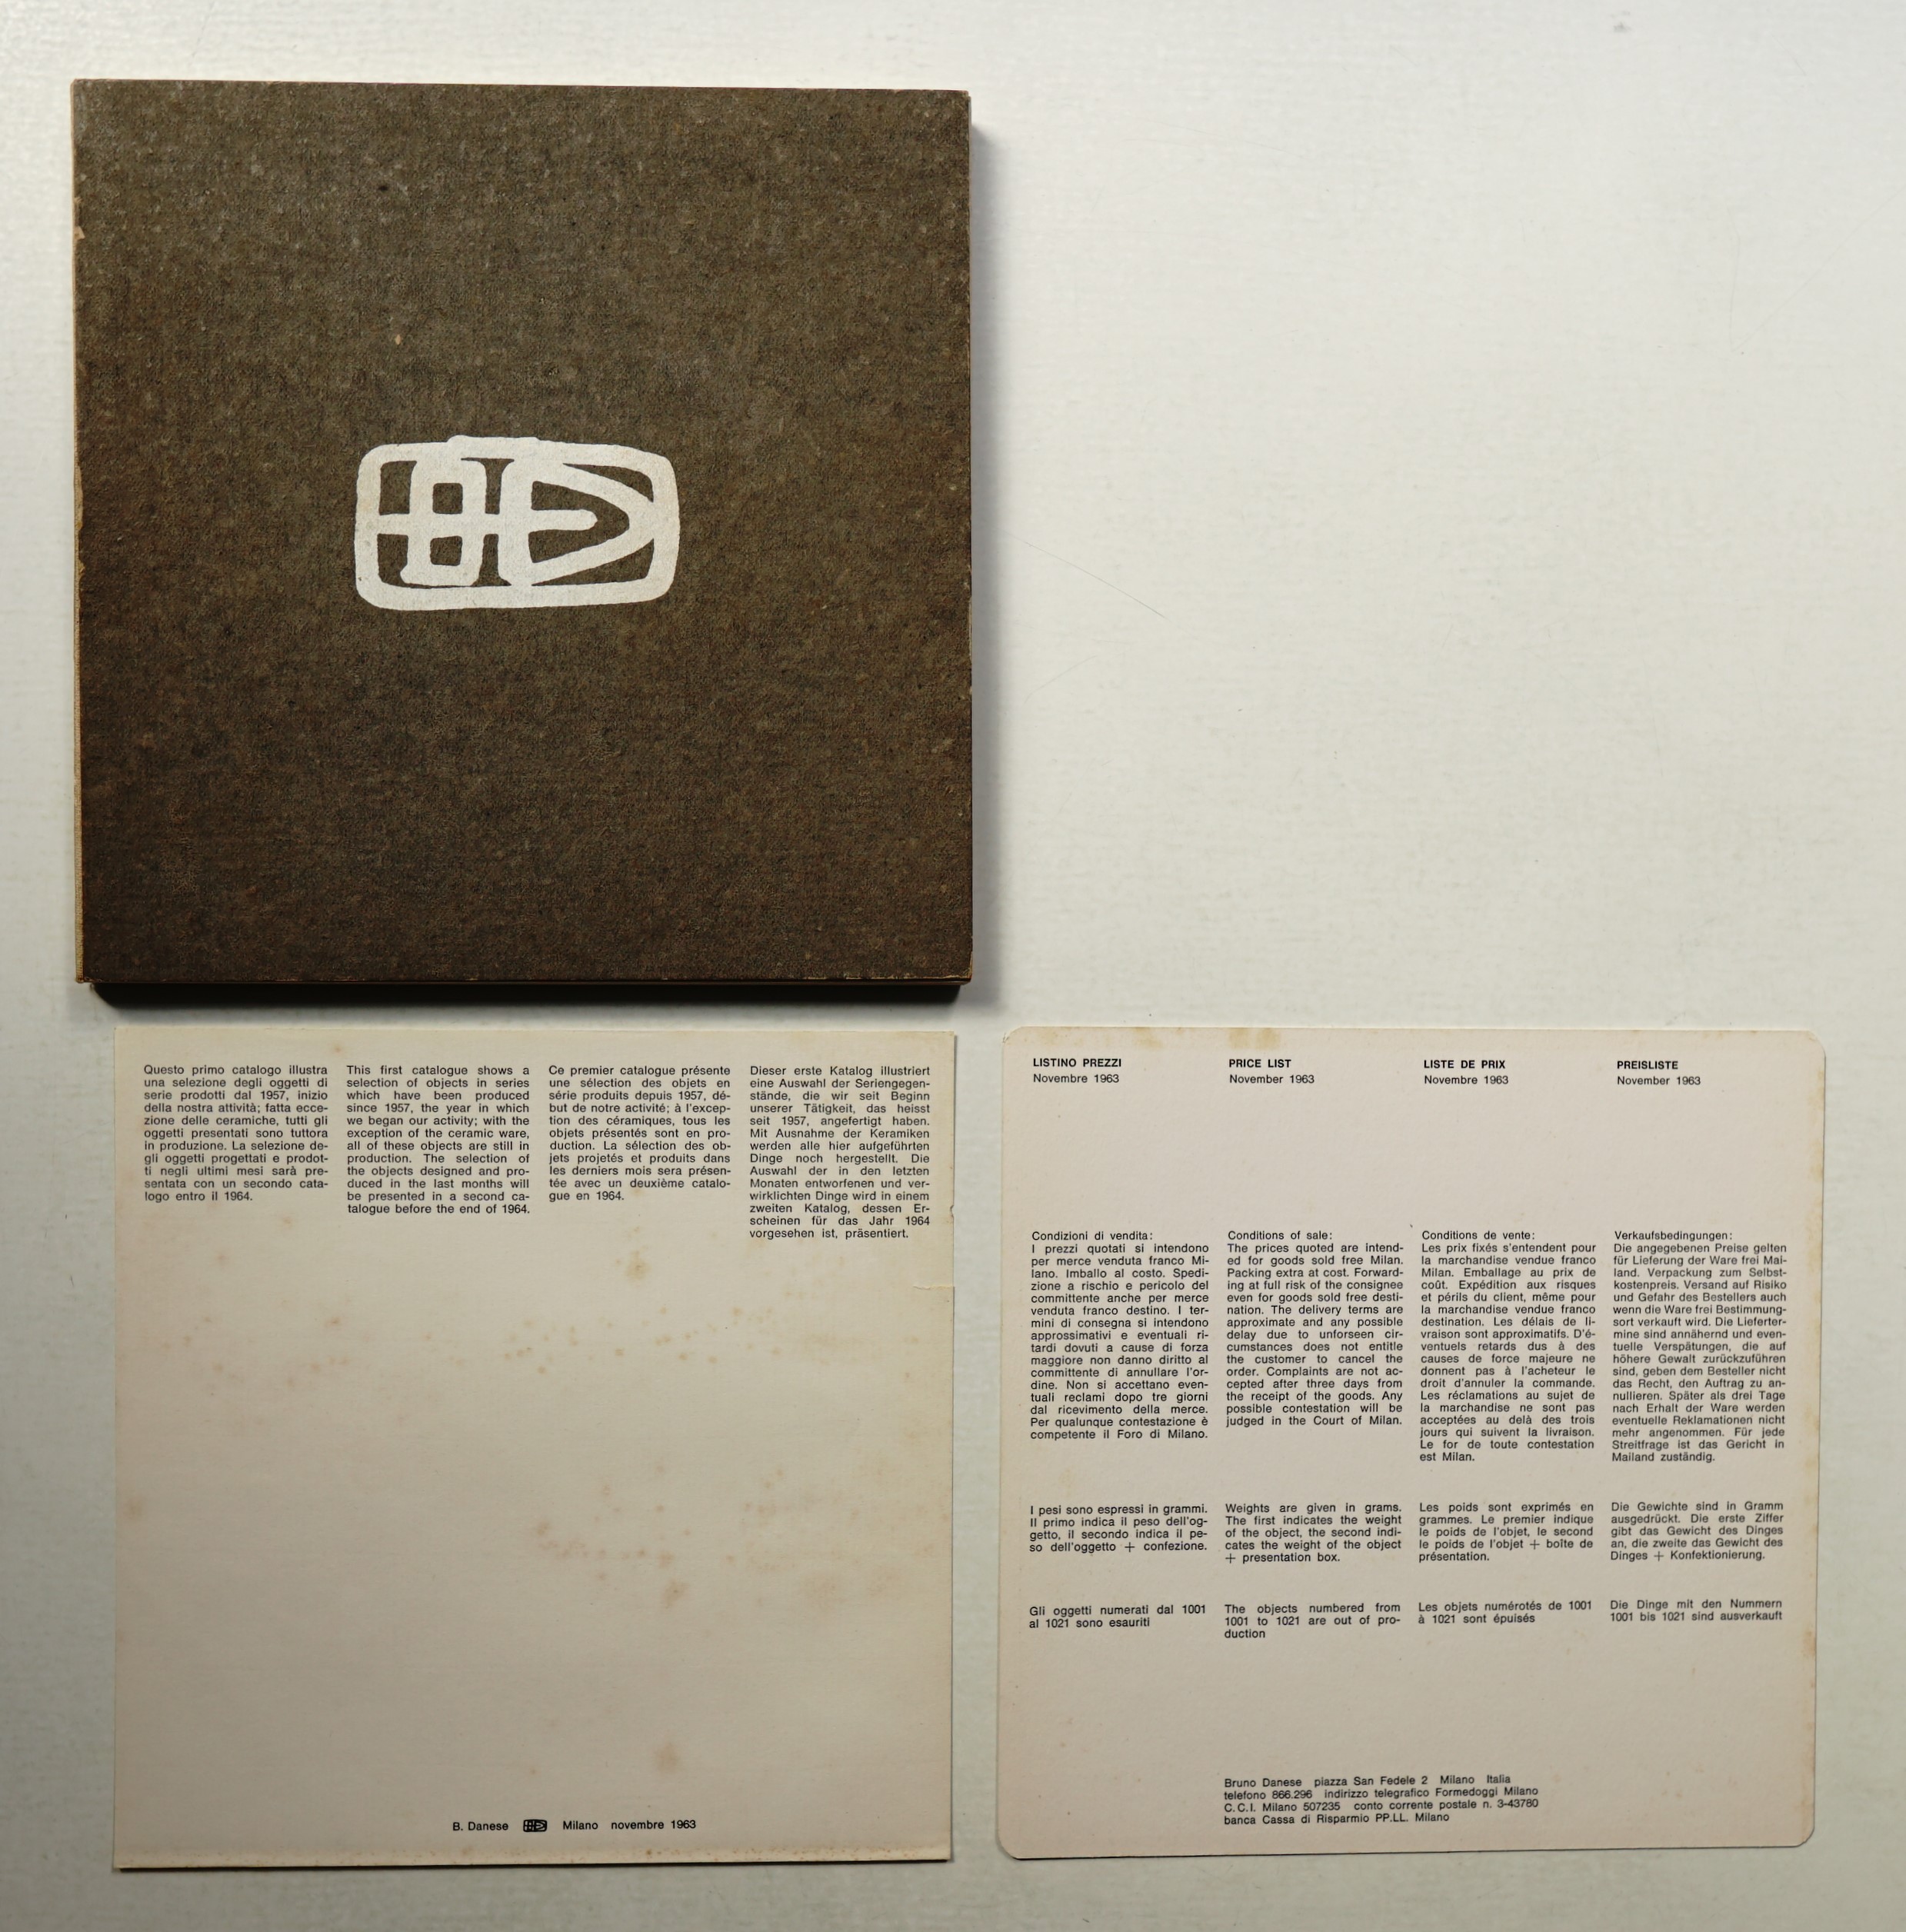 Questo primo catalogo illustra
una selezione degli oggetti di
serie prodotti dal 1957, inizio
della nostra attività; fatta ecce-
zione delle ceramiche, tutti gli
oggetti presentati sono tuttora
in produzione. La selezione de-
gli oggetti progettati e prodot-
ti negli ultimi mesi sarà pre-
sentata con un secondo cata-
logo entro il 1964.
This first catalogue shows a
selection of objects in series
which have been produced
since 1957, the year in which
we began our activity; with the
exception of the ceramic ware,
all of these objects are still in
production. The selection of
the objects designed and pro-
duced in the last months will
be presented in a second ca-
talogue before the end of 1964.
Ce premier catalogue présente
une sélection des objets en
série produits depuis 1957, dé-
but de notre activité; à l'excep-
tion des céramiques, tous les
objets présentés sont en pro-
duction. La sélection des ob-
jets projetés et produits dans
les derniers mois sera présen-
tée avec un deuxième catalo-
gue en 1964.
Dieser erste Katalog illustriert
eine Auswahl der Seriengegen-
stände, die wir seit Beginn
unserer Tätigkeit, das heisst
seit 1957, angefertigt haben.
Mit Ausnahme der Keramiken
werden alle hier aufgeführten
Dinge noch hergestellt. Die
Auswahl der in den letzten
Monaten entworfenen und ver-
wirklichten Dinge wird in einem
zweiten Katalog, dessen Er-
scheinen für das Jahr 1964
vorgesehen ist, präsentiert.
B. Danese Milano novembre 1963
LISTINO PREZZI
Novembre 1963
PRICE LIST
November 1963
LISTE DE PRIX
Novembre 1963
PREISLISTE
November 1963
Condizioni di vendita:
I prezzi quotati si intendono
per merce venduta franco Mi-
lano. Imballo al costo. Spedi-
zione a rischio e pericolo del
committente anche per merce
venduta franco destino. I ter-
mini di consegna si intendono
approssimativi e eventuali ri-
tardi dovuti a cause di forza
maggiore non danno diritto al
committente di annullare l'or-
dine. Non si accettano even-
tuali reclami dopo tre giorni
dal ricevimento della merce.
Per qualunque contestazione è
competente il Foro di Milano.
Conditions of sale:
The prices quoted are intend-
ed for goods sold free Milan.
Packing extra at cost. Forward-
ing at full risk of the consignee
even for goods sold free desti-
nation. The delivery terms are
approximate and any possible
delay due to unforseen cir-
cumstances does not entitle
the customer to cancel the
order. Complaints are not ac-
cepted after three days from
the receipt of the goods. Any
possible contestation will be
judged in the Court of Milan.
Conditions de vente:
Les prix fixés s'entendent pour
la marchandise vendue franco
Milan. Emballage au prix de
coût. Expédition aux risques
et périls du client, même pour
la marchandise vendue franco
destination. Les délais de li-
vraison sont approximatifs. D'é-
ventuels retards dus à des
causes de force majeure ne
donnent pas à l'acheteur le
droit d'annuler la commande.
Les réclamations au sujet de
la marchandise ne sont pas
acceptées au delà des trois
jours qui suivent la livraison.
Le for de toute contestation
est Milan.
Verkaufsbedingungen:
Die angegebenen Preise gelten
für Lieferung der Ware frei Mai-
land. Verpackung zum Selbst-
kostenpreis. Versand auf Risiko
und Gefahr des Bestellers auch
wenn die Ware frei Bestimmung-
sort verkauft wird. Die Lieferter-
mine sind annähernd und even-
tuelle Verspätungen, die auf
höhere Gewalt zurückzuführen
sind, geben dem Besteller nicht
das Recht, den Auftrag zu an-
nullieren. Später als drei Tage
nach Erhalt der Ware werden
eventuelle Reklamationen nicht
mehr angenommen. Für jede
Streitfrage ist das Gericht in
Mailand zuständig.
I pesi sono espressi in grammi.
Il primo indica il peso dell'og-
getto, il secondo indica il pe-
so dell'oggetto + confezione.
Weights are given in grams.
The first indicates the weight
of the object, the second indi-
cates the weight of the object
+ presentation box.
Les poids sont exprimés en
grammes. Le premier indique
le poids de l'objet, le second
le poids de l'objet + boîte de
présentation.
Die Gewichte sind in Gramm
ausgedrückt. Die erste Ziffer
gibt das Gewicht des Dinges
an, die zweite das Gewicht des
Dinges + Konfektionierung.
Gli oggetti numerati dal 1001
al 1021 sono esauriti
The objects numbered from
1001 to 1021 are out of pro-
duction
Les objets numérotés de 1001
à 1021 sont épuisés
Die Dinge mit den Nummern
1001 bis 1021 sind ausverkauft
Bruno Danese piazza San Fedele 2 Milano Italia
telefono 866.296 indirizzo telegrafico Formedoggi Milano
C.C.I. Milano 507235 conto corrente postale n. 3-43780
banca Cassa di Risparmio PP.LL. Milano